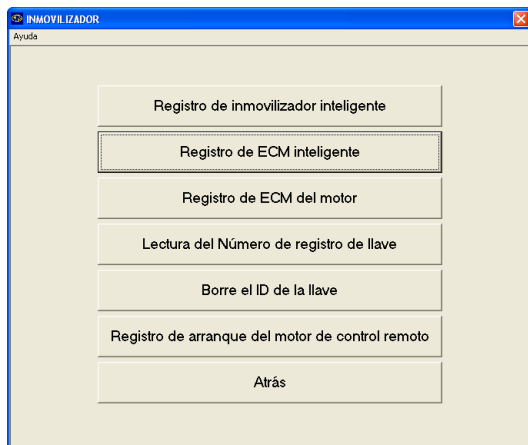 INMOVILIZADOR
Ayuda
Registro de inmovilizador inteligente
Registro de ECM inteligente
Registro de ECM del motor
Lectura del Número de registro de llave
Borre el ID de la llave
Registro de arranque del motor de control remoto
Atrás